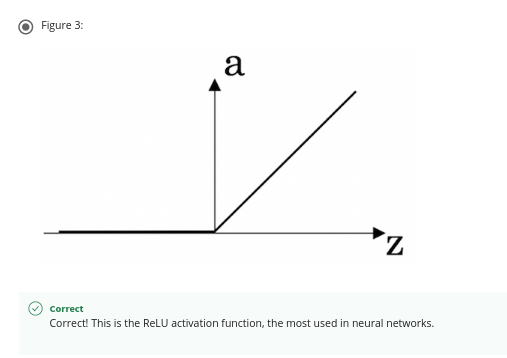 Figure 3:
a
z
Correct
Correct! This is the ReLU activation function, the most used in neural networks.